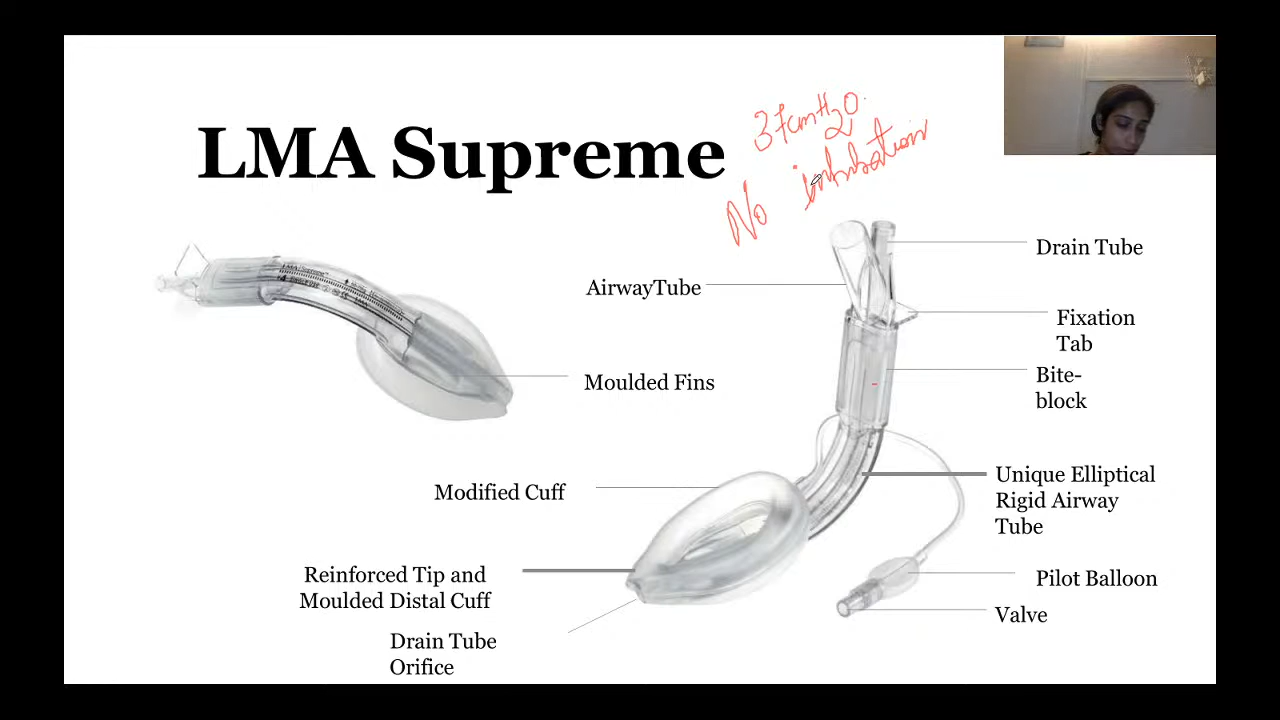 LMA Supreme
37cmH2O.
No intubation
AirwayTube
Moulded Fins
Modified Cuff
Reinforced Tip and
Moulded Distal Cuff
Drain Tube
Orifice
Drain Tube
Fixation
Tab
Bite-
block
Unique Elliptical
Rigid Airway
Tube
Pilot Balloon
Valve